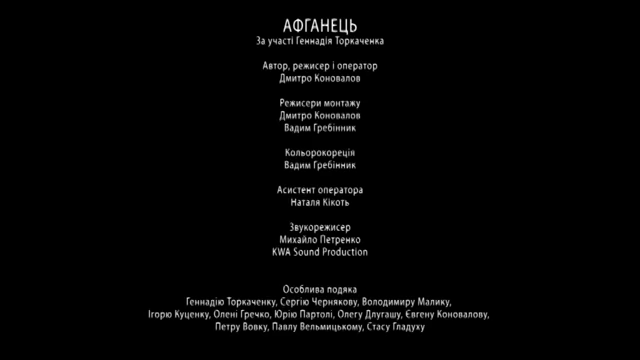 АФГАНЕЦЬ
За участі Геннадія Торкаченка
Автор, режисер і оператор
Дмитро Коновалов
Режисери монтажу
Дмитро Коновалов
Вадим Гребінник
Кольорокореція
Вадим Гребінник
Асистент оператора
Наталя Кікоть
Звукорежисер
Михайло Петренко
KWA Sound Production
Особлива подяка
Геннадію Торкаченку, Сергію Чернякову, Володимиру Малику,
Ігорю Куценку, Олені Гречко, Юрію Партолі, Олегу Длугашу, Євгену Коновалову,
Петру Вовку, Павлу Вельмицькому, Стасу Гладуху